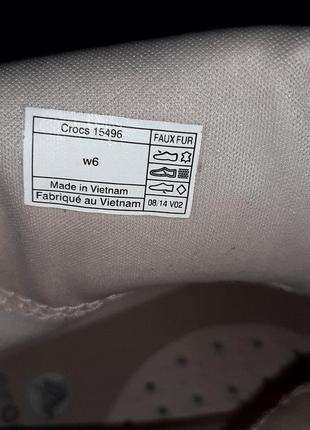 Crocs 15496
FAUX FUR
w6
Made in Vietnam
Fabriqué au Vietnam
08/14 V02